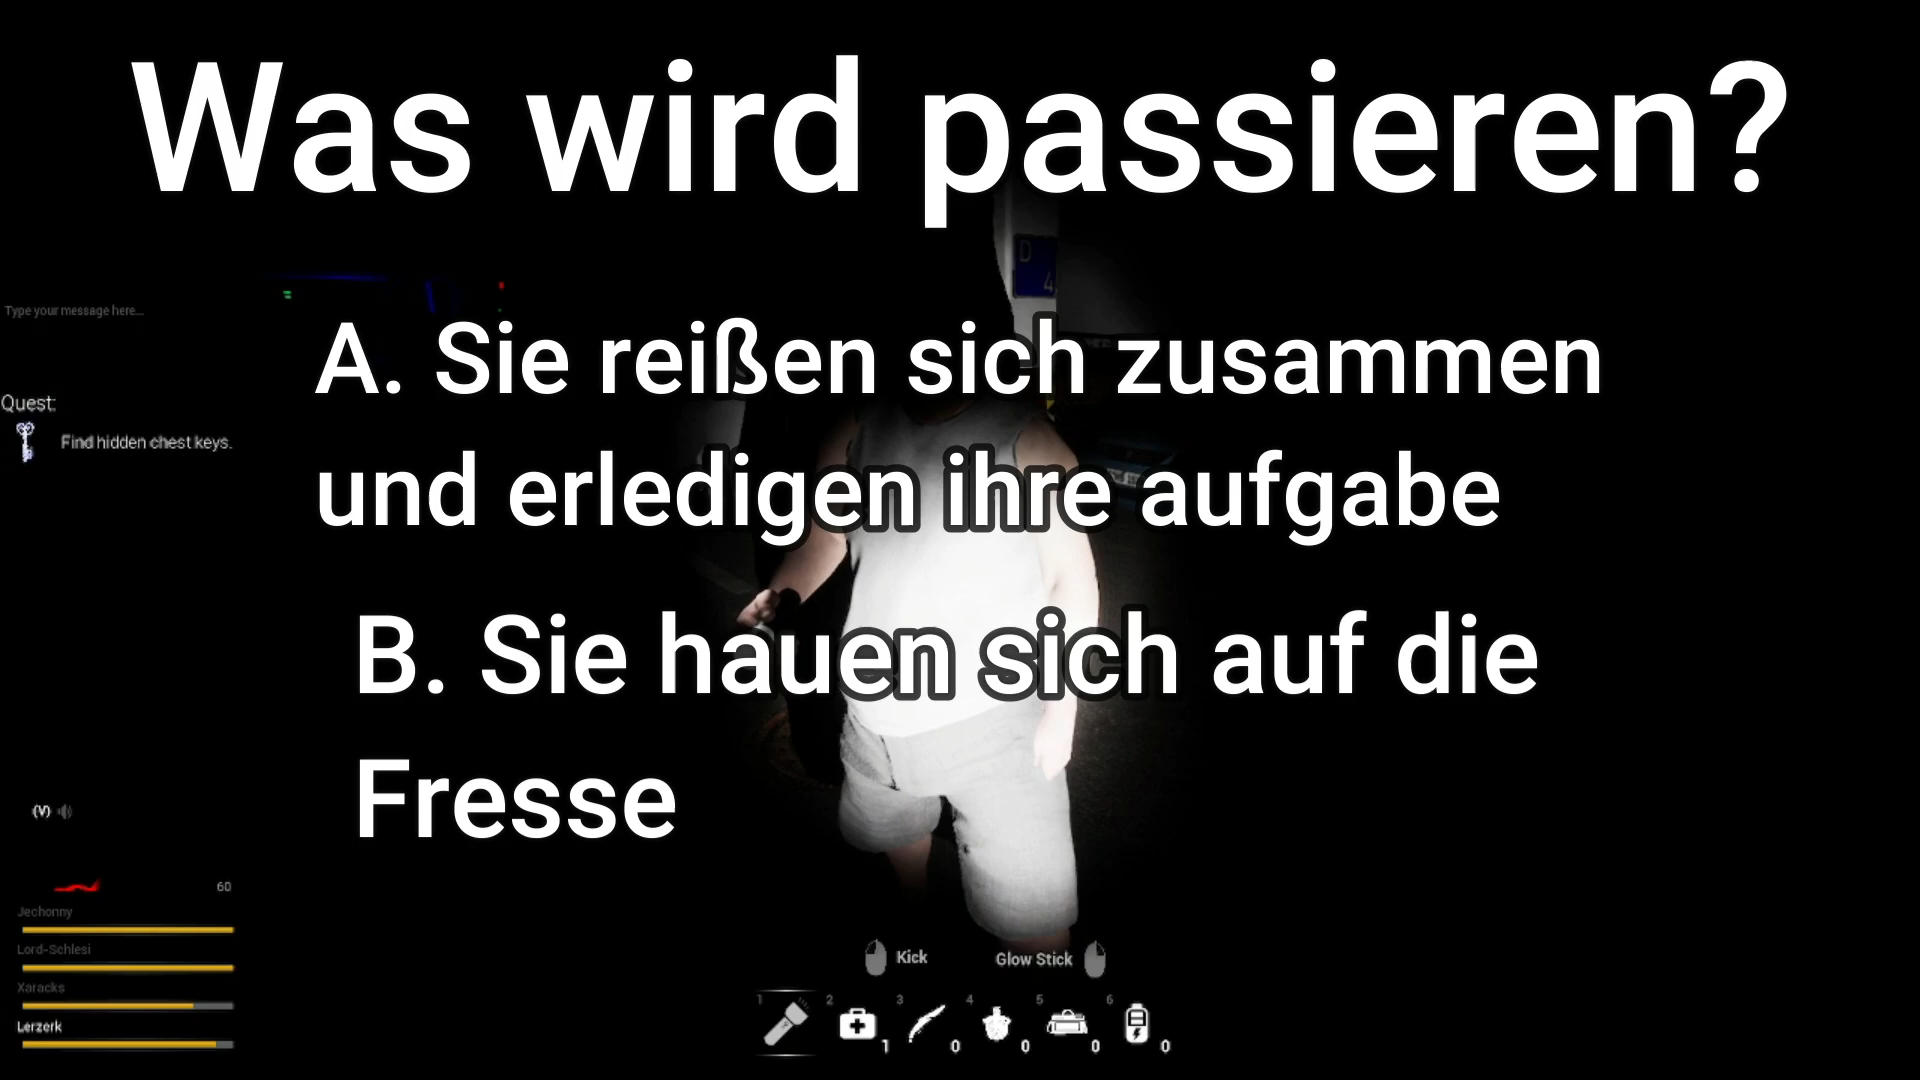 Was wird passieren?
D
4
Type your message here...
A. Sie reißen sich zusammen
und erledigen ihre aufgabe
Quest:
Find hidden chest keys.
B. Sie hauen sich auf die
Fresse
(V)
60
Jechonny
Lord-Schlesi
Xaracks
Lerzerk
Kick
Glow Stick
1 2 3 4 5 6
1 0 0 0 0